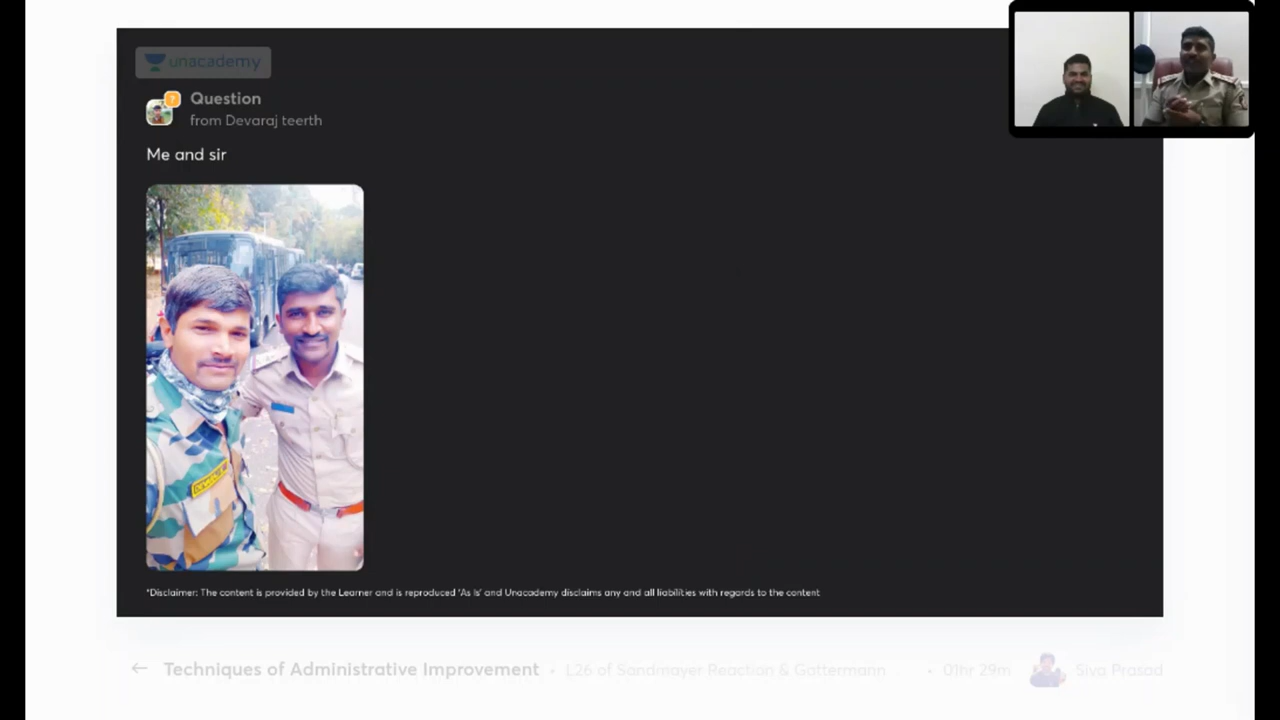 unacademy
Question
from Devaraj teerth
Me and sir
*Disclaimer: The content is provided by the Learner and is reproduced 'As Is' and Unacademy disclaims any and all liabilities with regards to the content
Techniques of Administrative Improvement • L26 of Sandmayer Reaction & Gattermann • 01hr 29m Siva Prasad